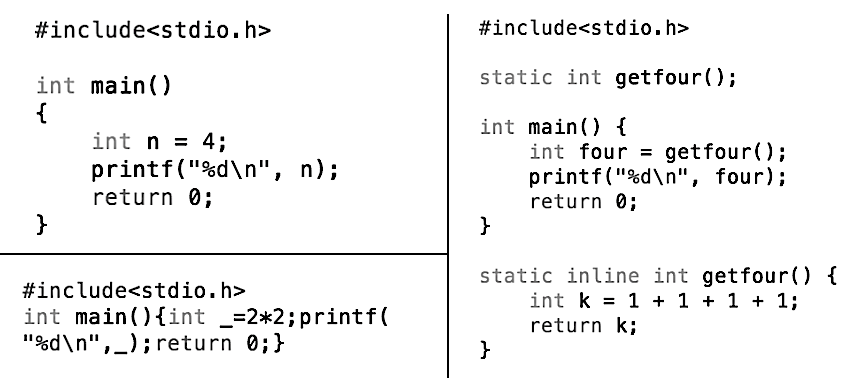 #include<stdio.h>
int main()
{
    int n = 4;
    printf("%d\n", n);
    return 0;
}
#include<stdio.h>
int main(){int _=2*2;printf(
"%d\n",_);return 0;}
#include<stdio.h>
static int getfour();
int main() {
    int four = getfour();
    printf("%d\n", four);
    return 0;
}
static inline int getfour() {
    int k = 1 + 1 + 1 + 1;
    return k;
}